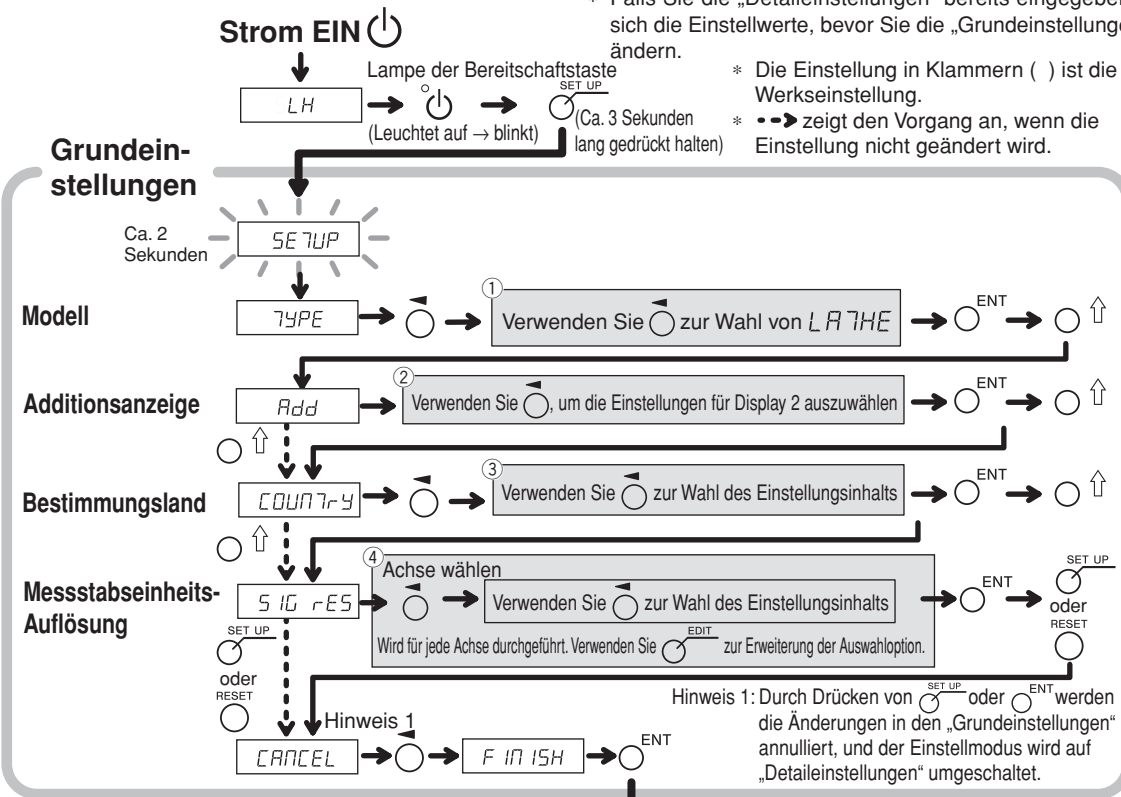 * Falls Sie die „Detaileinstellungen" bereits eingegeben
sich die Einstellwerte, bevor Sie die „Grundeinstellungen
ändern.
Strom EIN
Lampe der Bereitschaftstaste
* Die Einstellung in Klammern ( ) ist die
Werkseinstellung.
* zeigt den Vorgang an, wenn die
Einstellung nicht geändert wird.
LH
SET UP
(Leuchtet auf → blinkt)
(Ca. 3 Sekunden
lang gedrückt halten)
Grundein-
stellungen
Ca. 2
Sekunden
SETUP
Modell
TYPE
①
Verwenden Sie zur Wahl von LATHE
ENT
Additionsanzeige
Add
②
Verwenden Sie , um die Einstellungen für Display 2 auszuwählen
ENT
Bestimmungsland
COUNTrY
③
Verwenden Sie zur Wahl des Einstellungsinhalts
ENT
Messstabseinheits-
Auflösung
SIG rES
④
Achse wählen
Verwenden Sie zur Wahl des Einstellungsinhalts
Wird für jede Achse durchgeführt. Verwenden Sie EDIT zur Erweiterung der Auswahloption.
ENT
SET UP
oder
RESET
SET UP
oder
RESET
Hinweis 1
CANCEL
FINISH
ENT
Hinweis 1: Durch Drücken von SET UP oder ENT werden
die Änderungen in den „Grundeinstellungen"
annulliert, und der Einstellmodus wird auf
„Detaileinstellungen" umgeschaltet.